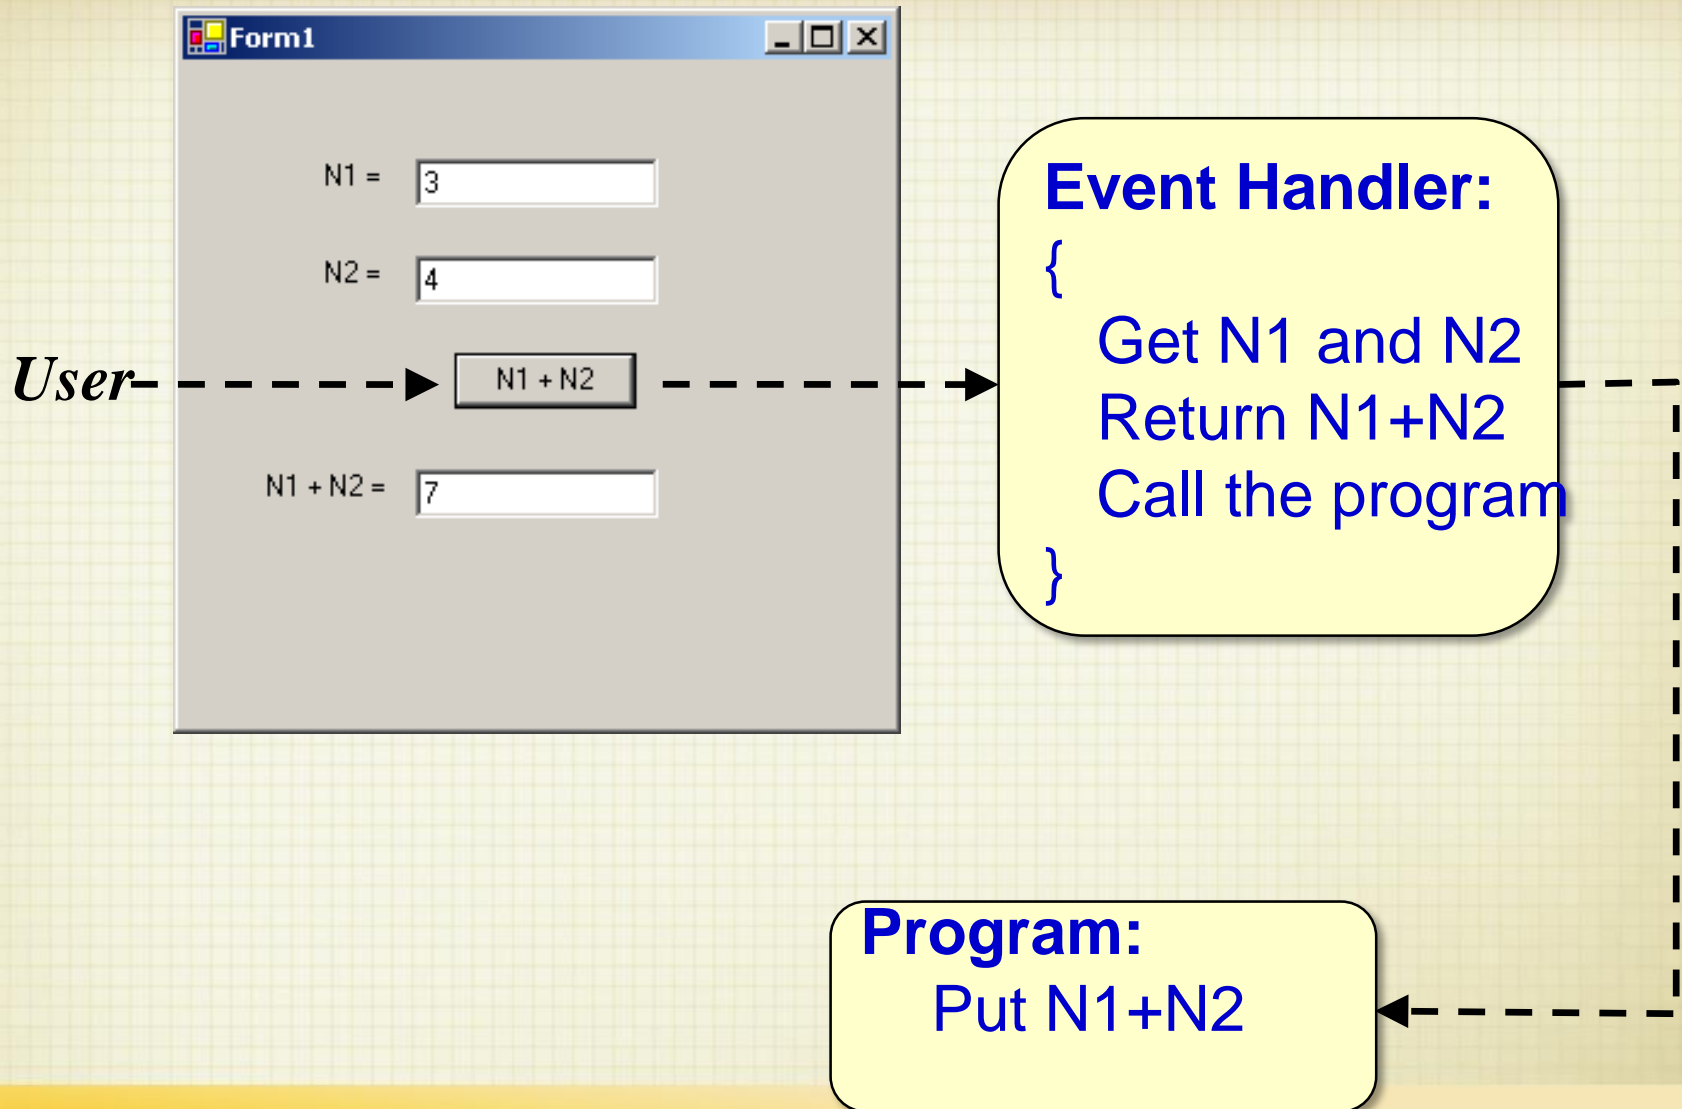 Form1
N1 =
3
N2 =
4
User
N1 + N2
N1 + N2 =
7
Event Handler:
{
Get N1 and N2
Return N1+N2
Call the program
}
Program:
Put N1+N2